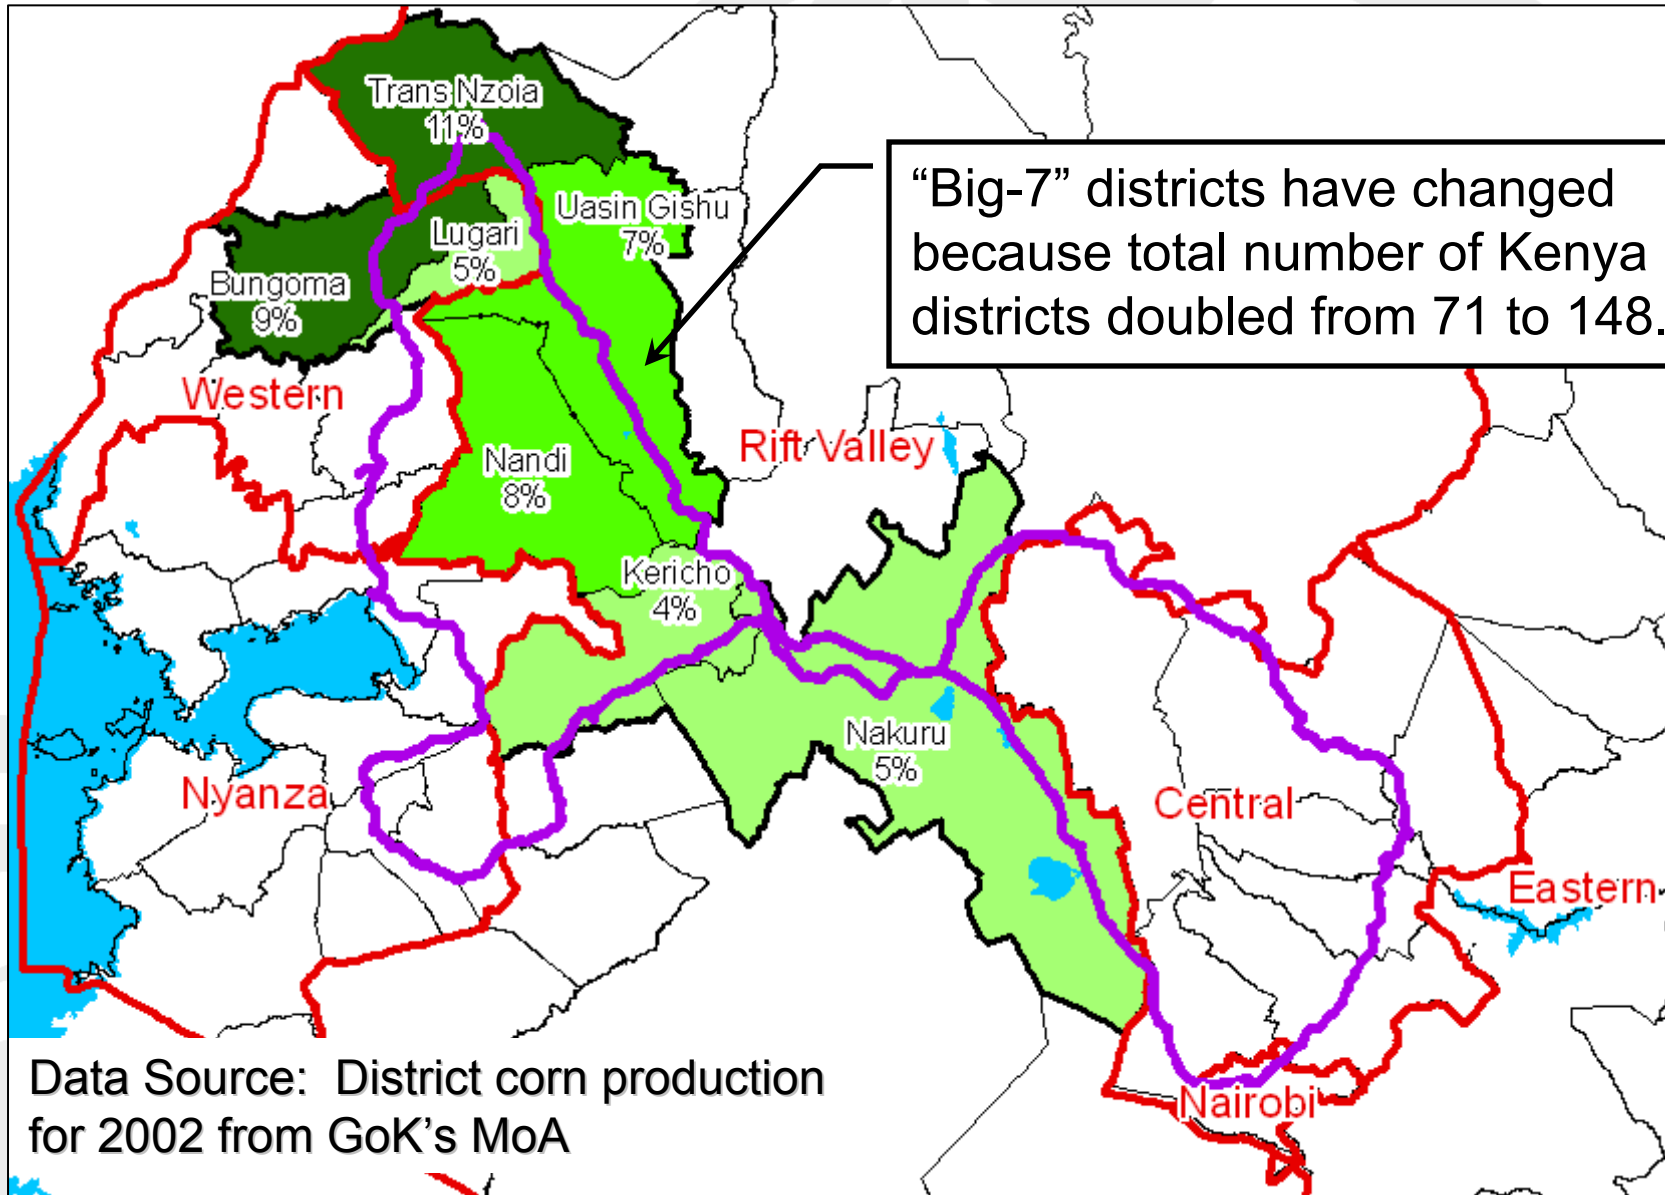 Trans Nzoia
11%
“Big-7” districts have changed
because total number of Kenya
districts doubled from 71 to 148.
Uasin Gishu
7%
Lugari
5%
Bungoma
9%
Western
Rift Valley
Nandi
8%
Kericho
4%
Nakuru
5%
Nyanza
Central
Eastern
Nairobi
Data Source:  District corn production
for 2002 from GoK’s MoA